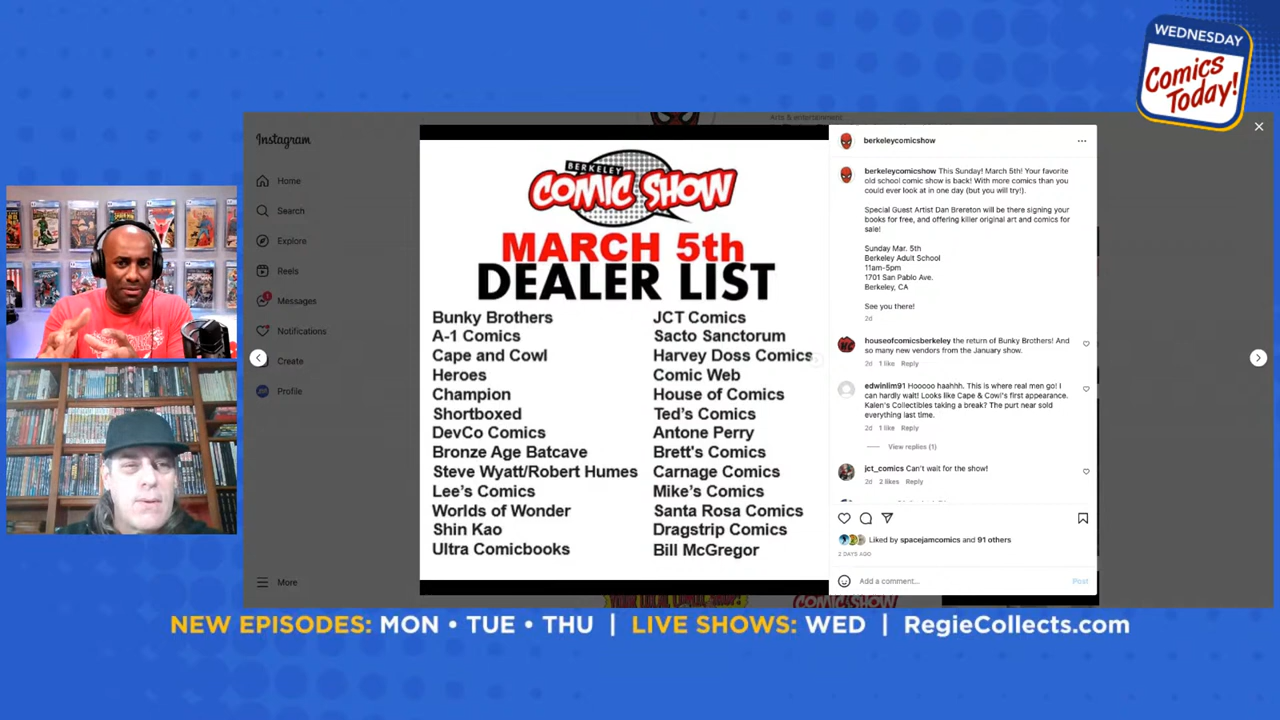 WEDNESDAY
Comics
Today!
Arts & entertainment
Instagram
Home
Search
Explore
Reels
Messages
Notifications
Create
Profile
More
BERKELEY
COMIC SHOW
MARCH 5th
DEALER LIST
Bunky Brothers
A-1 Comics
Cape and Cowl
Heroes
Champion
Shortboxed
DevCo Comics
Bronze Age Batcave
Steve Wyatt/Robert Humes
Lee's Comics
Worlds of Wonder
Shin Kao
Ultra Comicbooks
JCT Comics
Sacto Sanctorum
Harvey Doss Comics
Comic Web
House of Comics
Ted's Comics
Antone Perry
Brett's Comics
Carnage Comics
Mike's Comics
Santa Rosa Comics
Dragstrip Comics
Bill McGregor
berkeleycomicshow
berkeleycomicshow This Sunday! March 5th! Your favorite
old school comic show is back! With more comics than you
could ever look at in one day (but you will try!).
Special Guest Artist Dan Brereton will be there signing your
books for free, and offering killer original art and comics for
sale!
Sunday Mar. 5th
Berkeley Adult School
11am-5pm
1701 San Pablo Ave.
Berkeley, CA
See you there!
2d
houseofcomicsberkeley the return of Bunky Brothers! And
so many new vendors from the January show.
2d 1 like Reply
edwinlim91 Hooooo haahhh. This is where real men go! I
can hardly wait! Looks like Cape & Cowl's first appearance.
Kalen's Collectibles taking a break? The purt near sold
everything last time.
2d 1 like Reply
View replies (1)
jct_comics Can't wait for the show!
2d 2 likes Reply
Liked by spacejamcomics and 91 others
2 DAYS AGO
Add a comment...
Post
NEW EPISODES: MON • TUE • THU | LIVE SHOWS: WED | RegieCollects.com